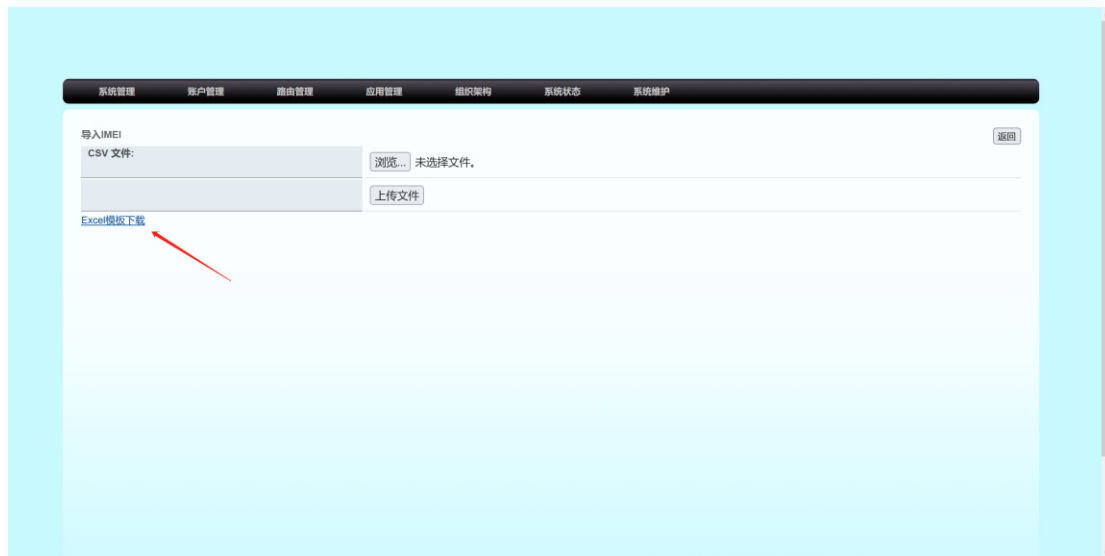 系统管理 账户管理 路由管理 应用管理 组织架构 系统状态 系统维护
导入IMEI 返回
CSV 文件: 浏览... 未选择文件。
上传文件
Excel模板下载